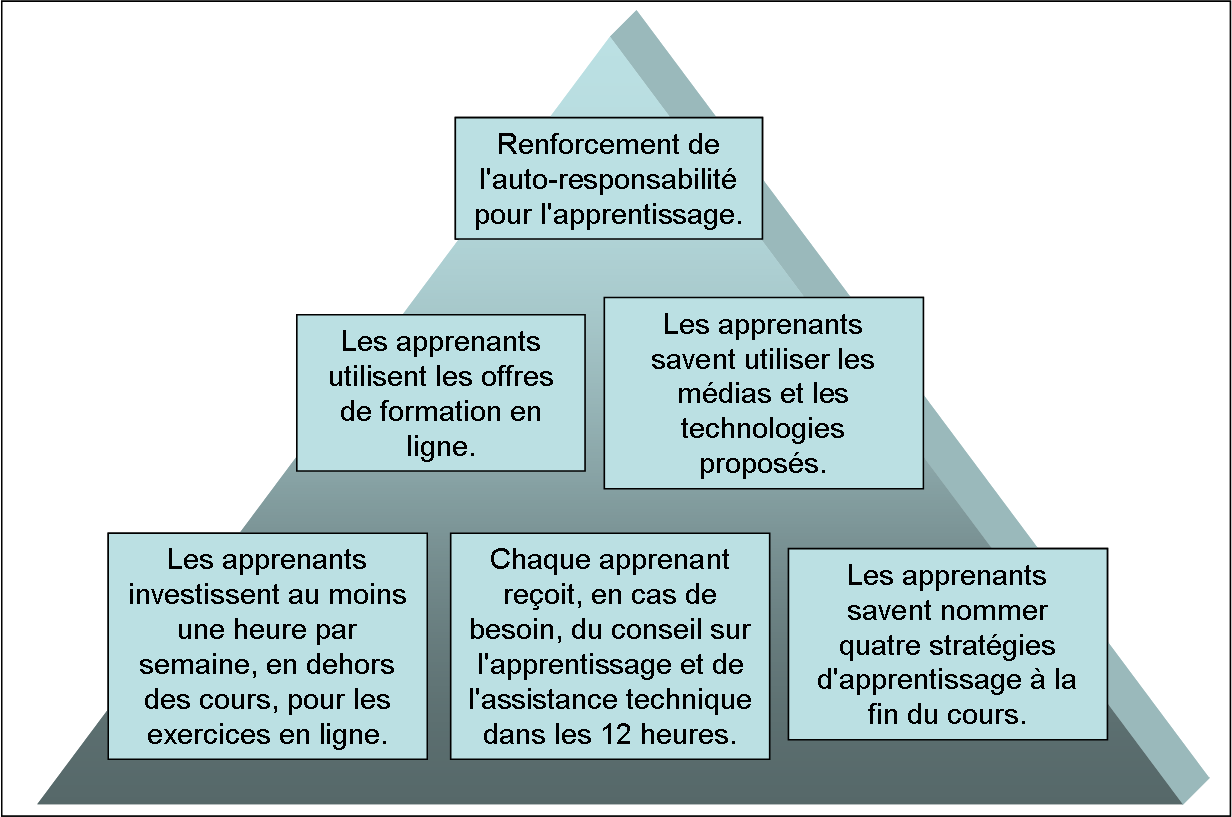 Renforcement de
l'auto-responsabilité
pour l'apprentissage.
Les apprenants
utilisent les offres
de formation en
ligne.
Les apprenants
savent utiliser les
médias et les
technologies
proposés.
Les apprenants
investissent au moins
une heure par
semaine, en dehors
des cours, pour les
exercices en ligne.
Chaque apprenant
reçoit, en cas de
besoin, du conseil sur
l'apprentissage et de
l'assistance technique
dans les 12 heures.
Les apprenants
savent nommer
quatre stratégies
d'apprentissage à la
fin du cours.